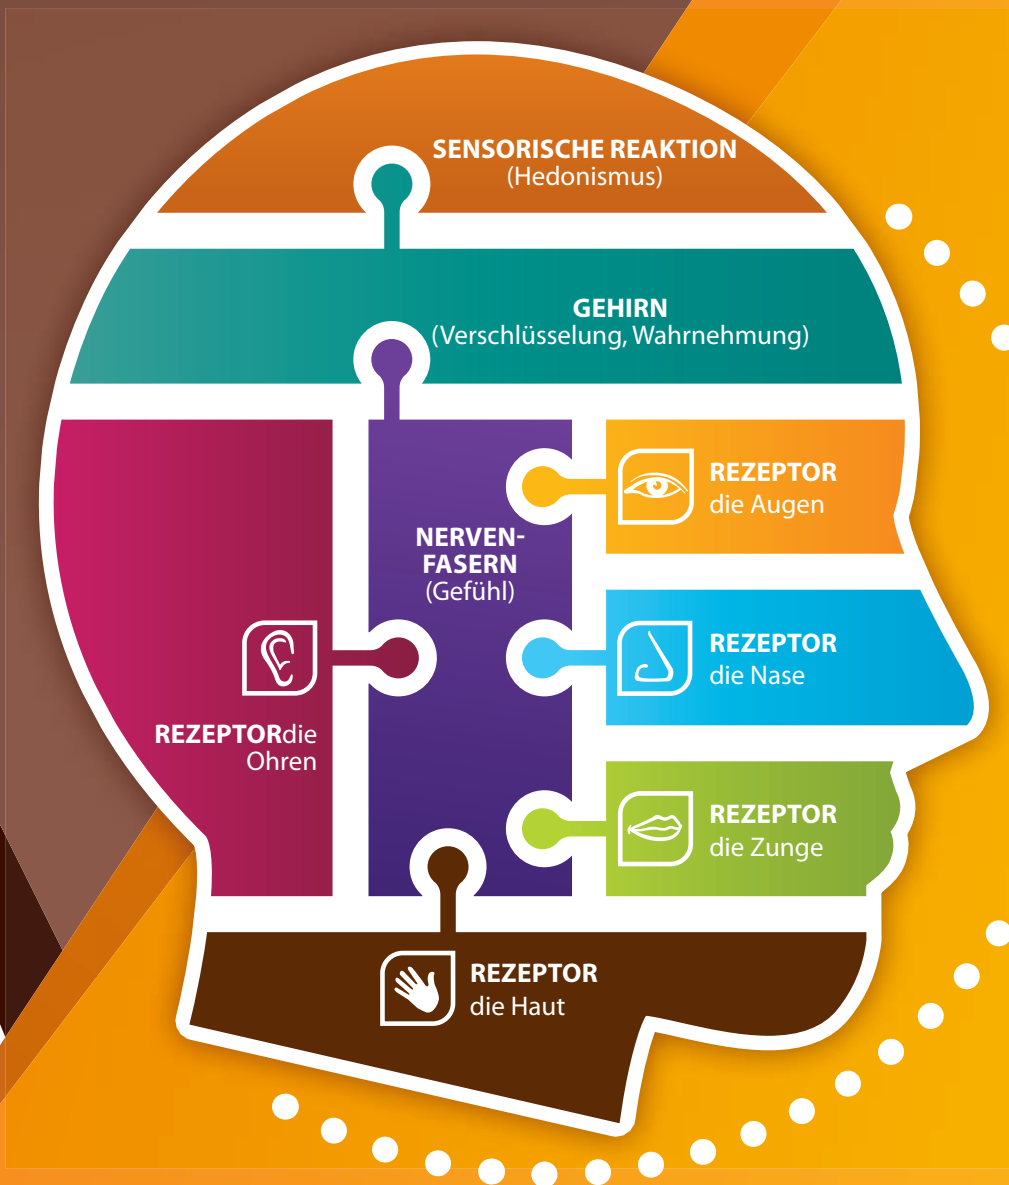 SENSORISCHE REAKTION
(Hedonismus)
GEHIRN
(Verschlüsselung, Wahrnehmung)
NERVEN-
FASERN
(Gefühl)
REZEPTOR
die Augen
REZEPTOR
die Nase
REZEPTORdie
Ohren
REZEPTOR
die Zunge
REZEPTOR
die Haut